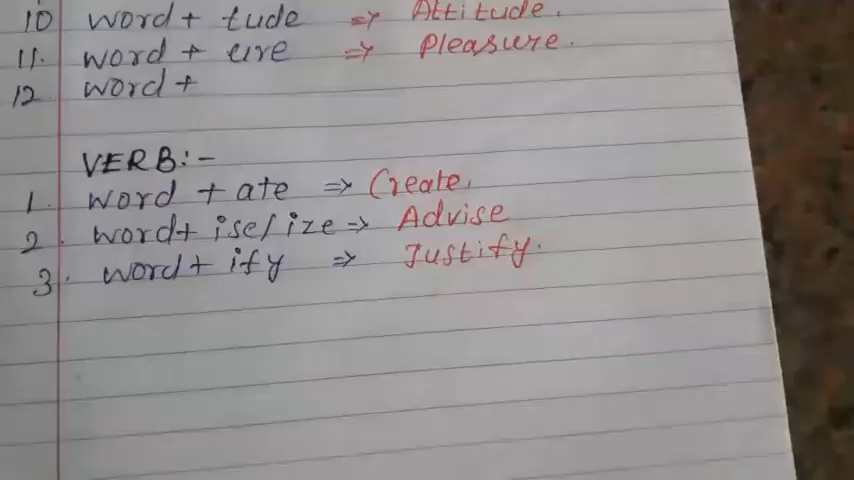 10 word + tude => Attitude.
11. word + ure => Pleasure.
12 word +
VERB:-
1. word + ate => Create.
2. word + ise/ize => Advise
3. word + ify => Justify.